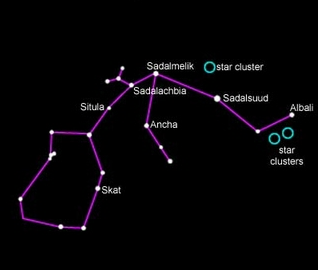 Sadalmelik
star cluster
Sadalachbia
Sadalsuud
Situla
Albali
Ancha
star
clusters
Skat